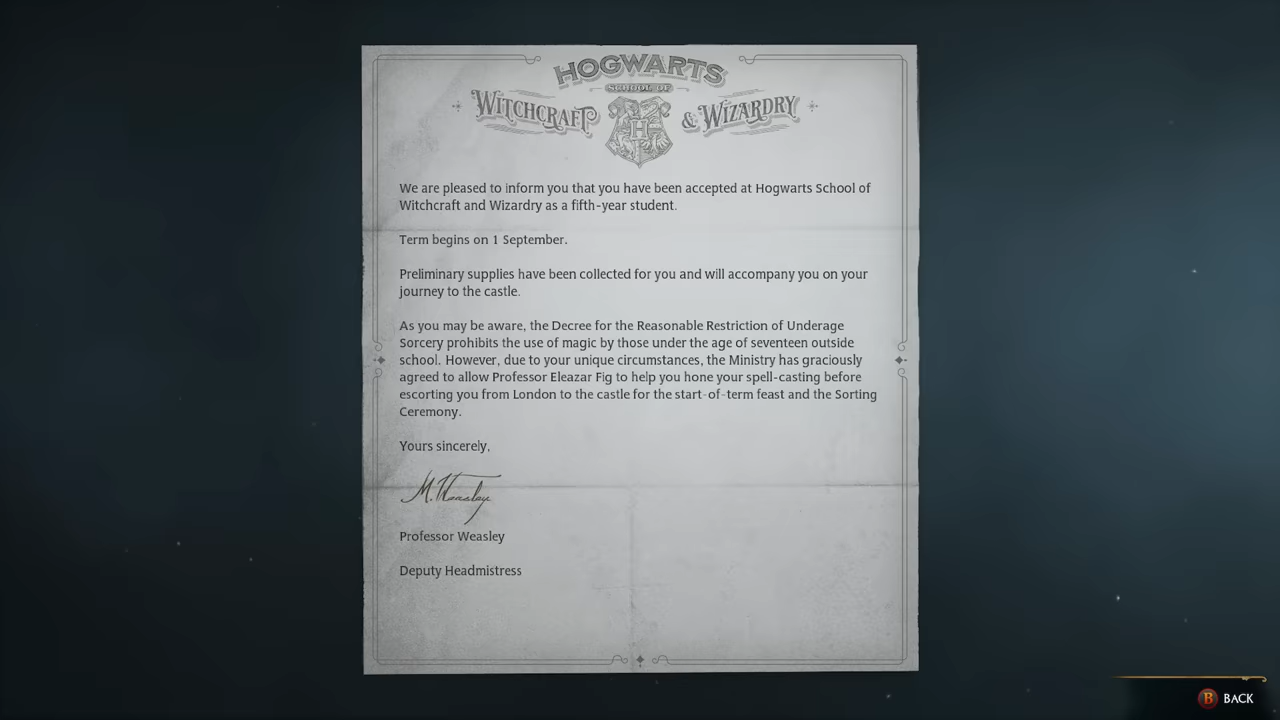 HOGWARTS
SCHOOL OF
WITCHCRAFT & WIZARDRY
H
We are pleased to inform you that you have been accepted at Hogwarts School of
Witchcraft and Wizardry as a fifth-year student.
Term begins on 1 September.
Preliminary supplies have been collected for you and will accompany you on your
journey to the castle.
As you may be aware, the Decree for the Reasonable Restriction of Underage
Sorcery prohibits the use of magic by those under the age of seventeen outside
school. However, due to your unique circumstances, the Ministry has graciously
agreed to allow Professor Eleazar Fig to help you hone your spell-casting before
escorting you from London to the castle for the start-of-term feast and the Sorting
Ceremony.
Yours sincerely,
M. Weasley
Professor Weasley
Deputy Headmistress
B BACK